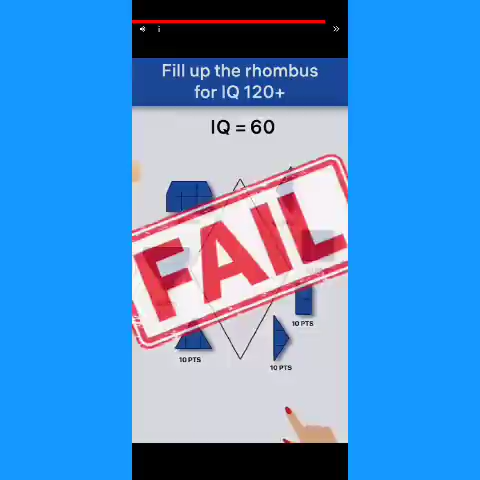 Fill up the rhombus
for IQ 120+
IQ = 60
FAIL
10 PTS
10 PTS
10 PTS